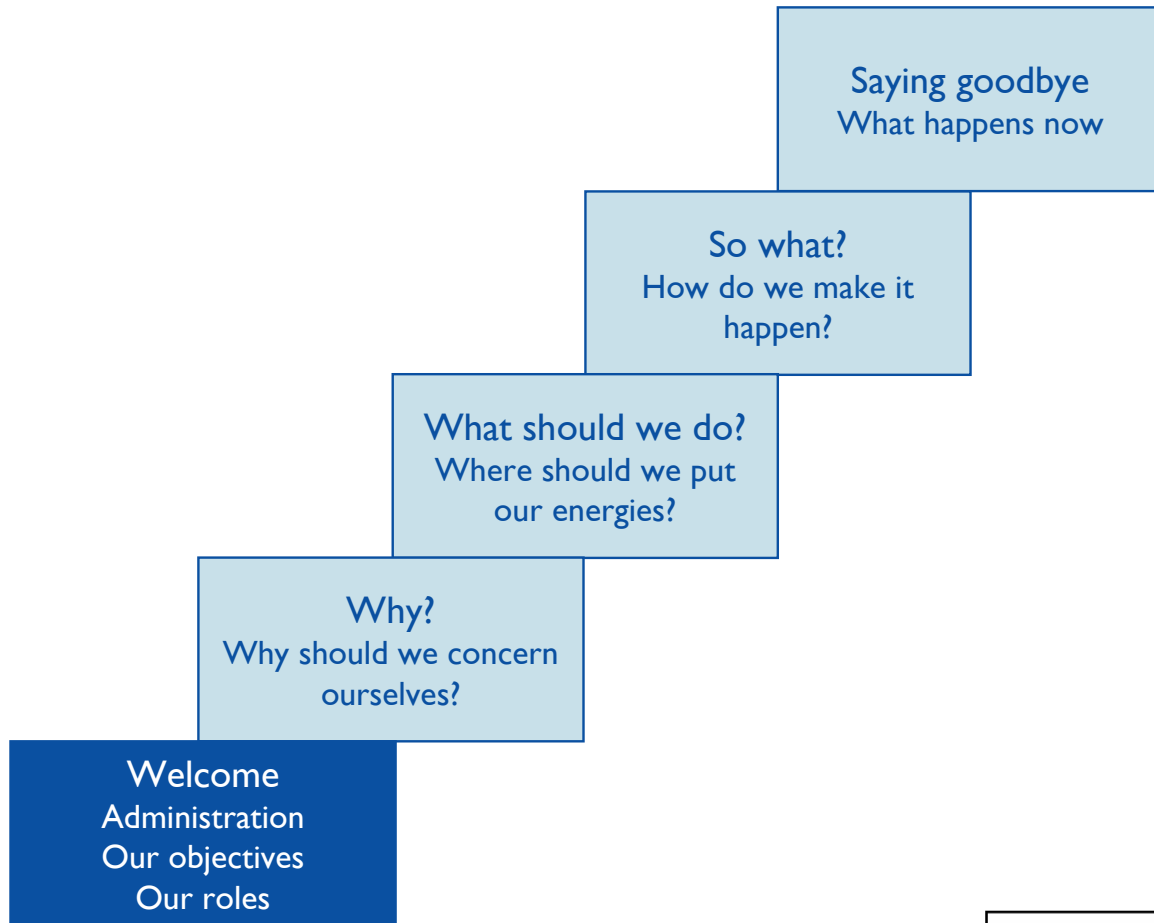 Saying goodbye
What happens now
So what?
How do we make it
happen?
What should we do?
Where should we put
our energies?
Why?
Why should we concern
ourselves?
Welcome
Administration
Our objectives
Our roles